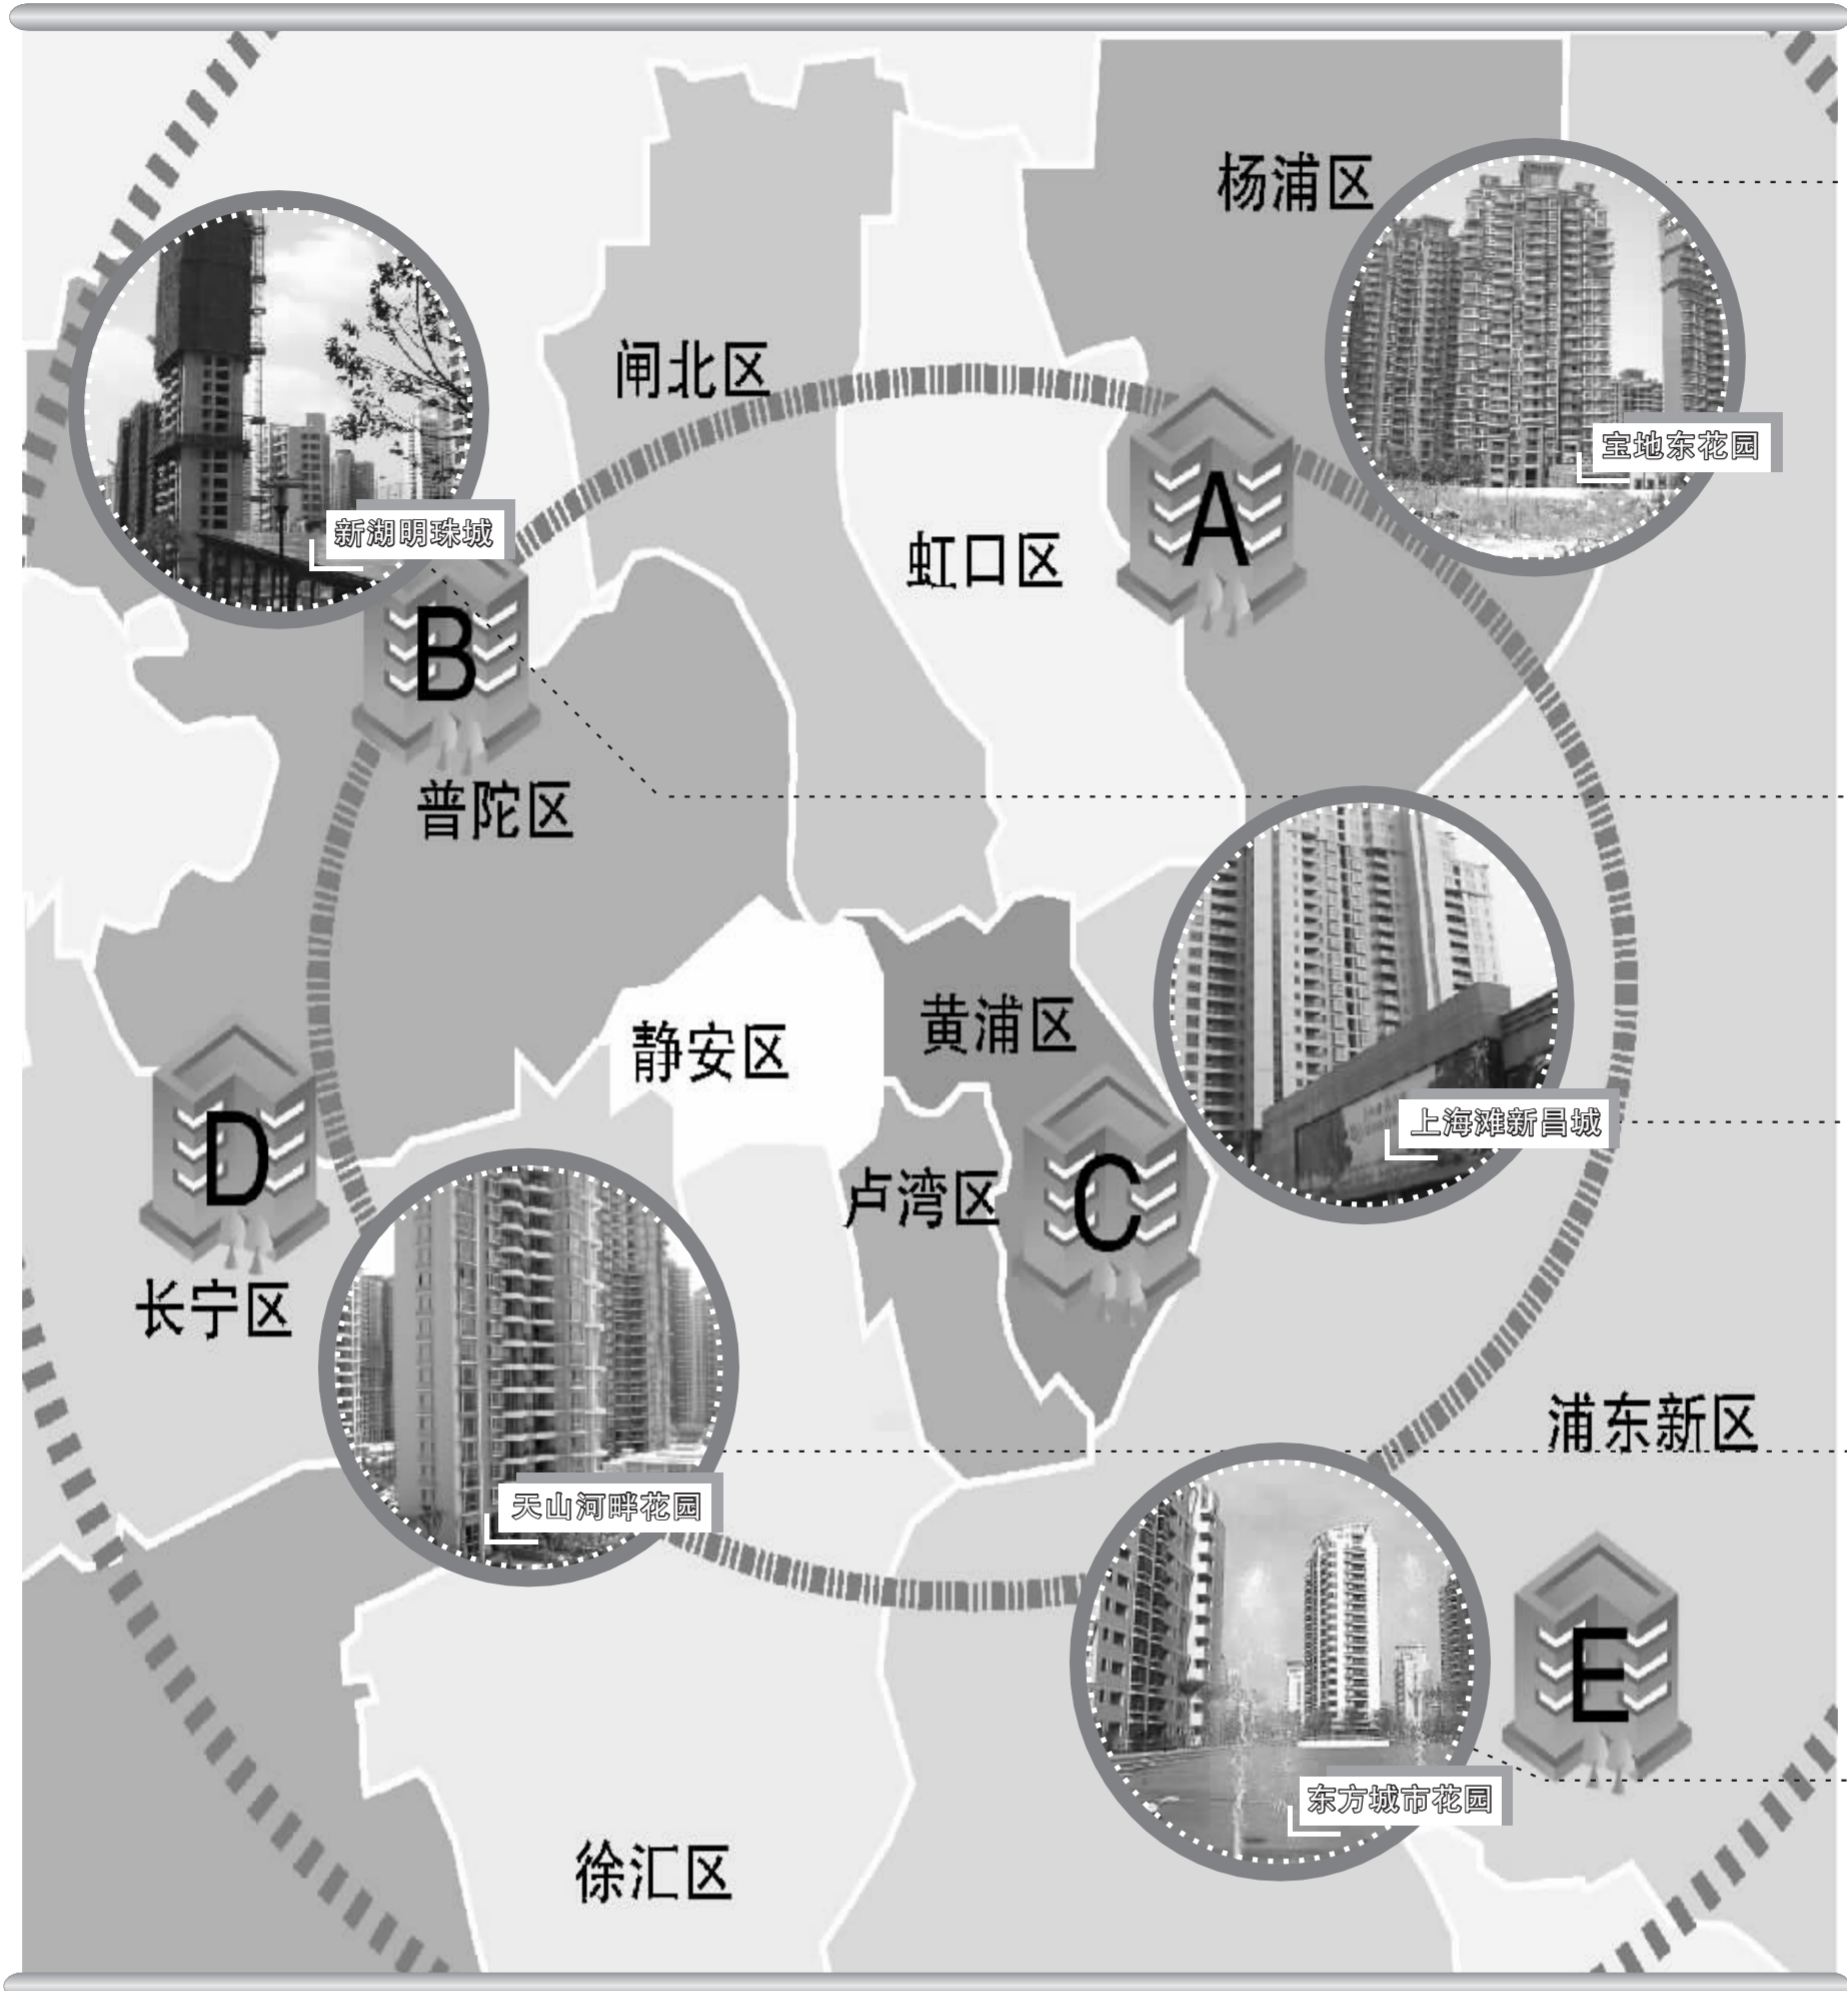 杨浦区
闸北区
宝地东花园
新湖明珠城
A
虹口区
B
普陀区
静安区
黄浦区
上海滩新昌城
D
卢湾区
C
长宁区
浦东新区
天山河畔花园
E
东方城市花园
徐汇区